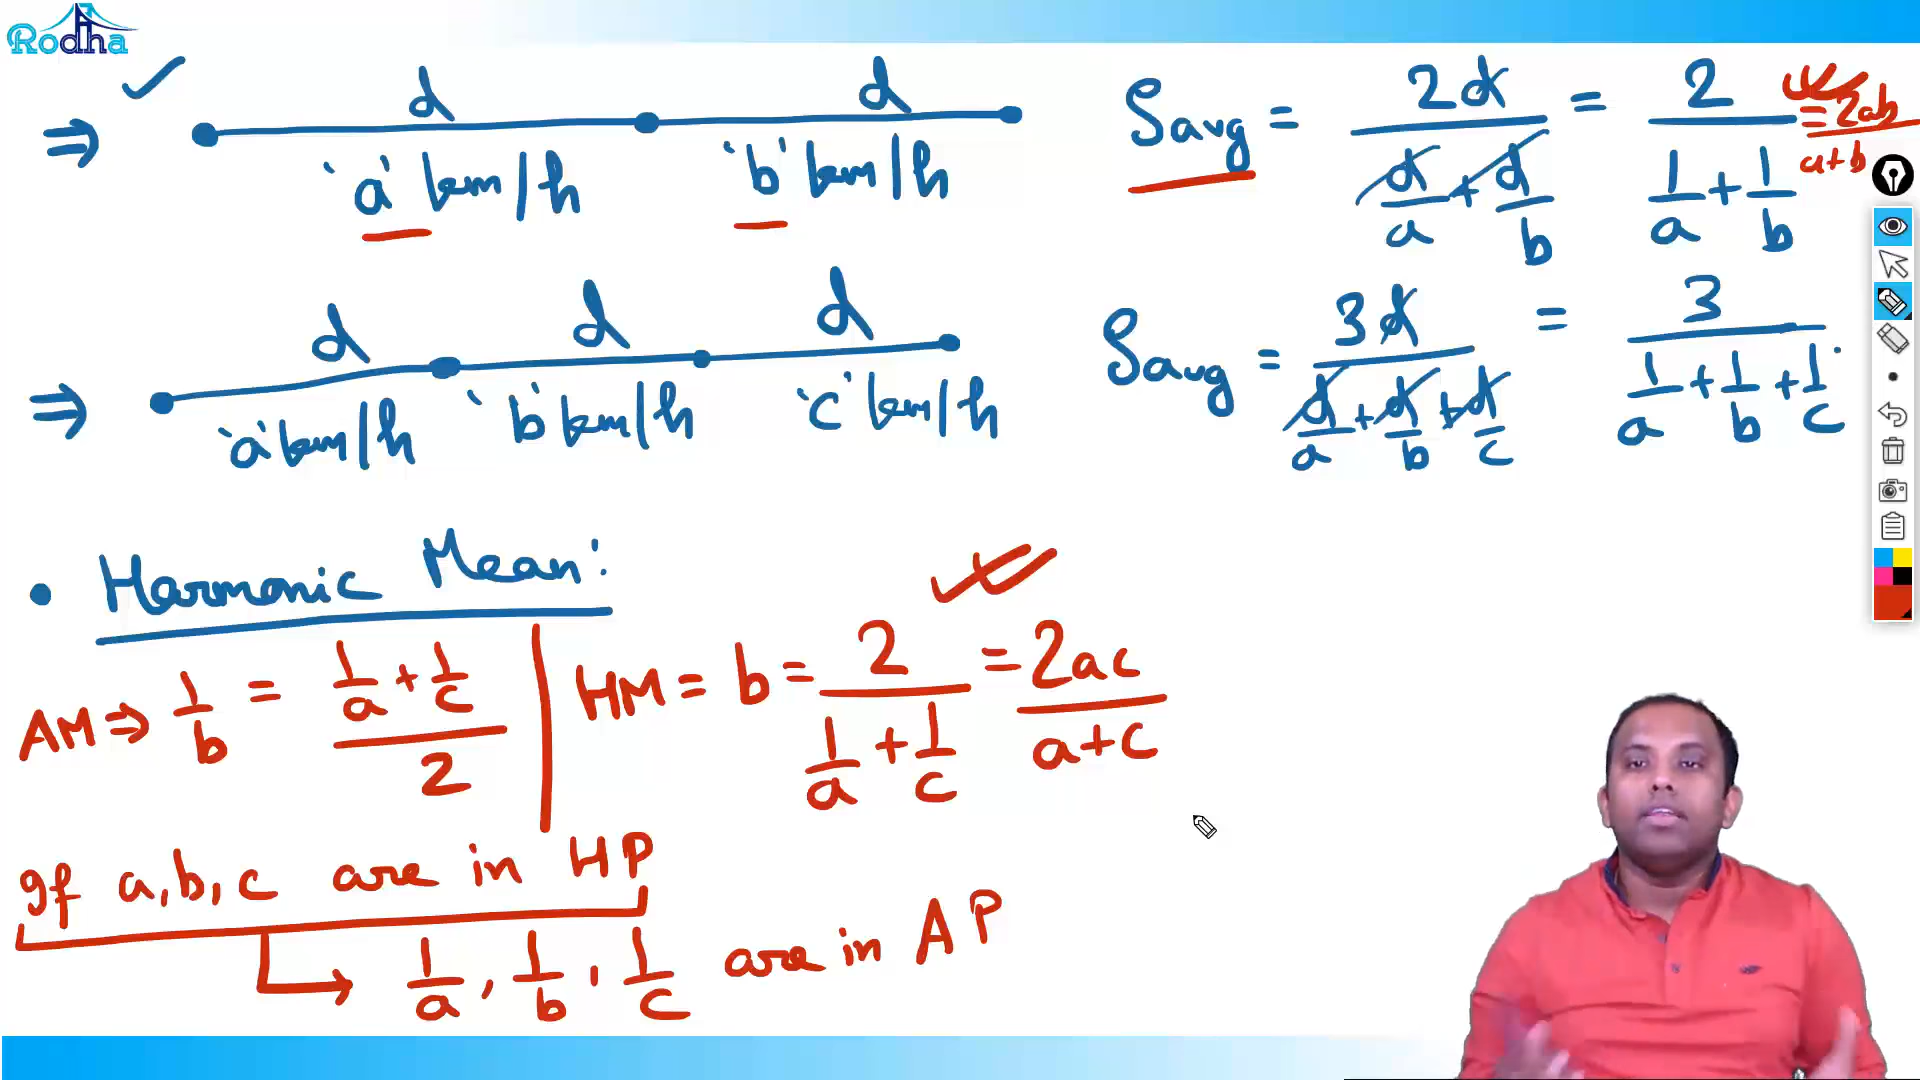 Rodha
⇒ d d
'a' km/h 'b' km/h
Savg = 2d / (d/a + d/b) = 2 / (1/a + 1/b) = 2ab / (a+b)
⇒ d d d
'a' km/h 'b' km/h 'c' km/h
Savg = 3d / (d/a + d/b + d/c) = 3 / (1/a + 1/b + 1/c)
• Harmonic Mean:
AM ⇒ 1/b = (1/a + 1/c) / 2
HM = b = 2 / (1/a + 1/c) = 2ac / (a+c)
gf a, b, c are in HP
1/a, 1/b, 1/c are in AP